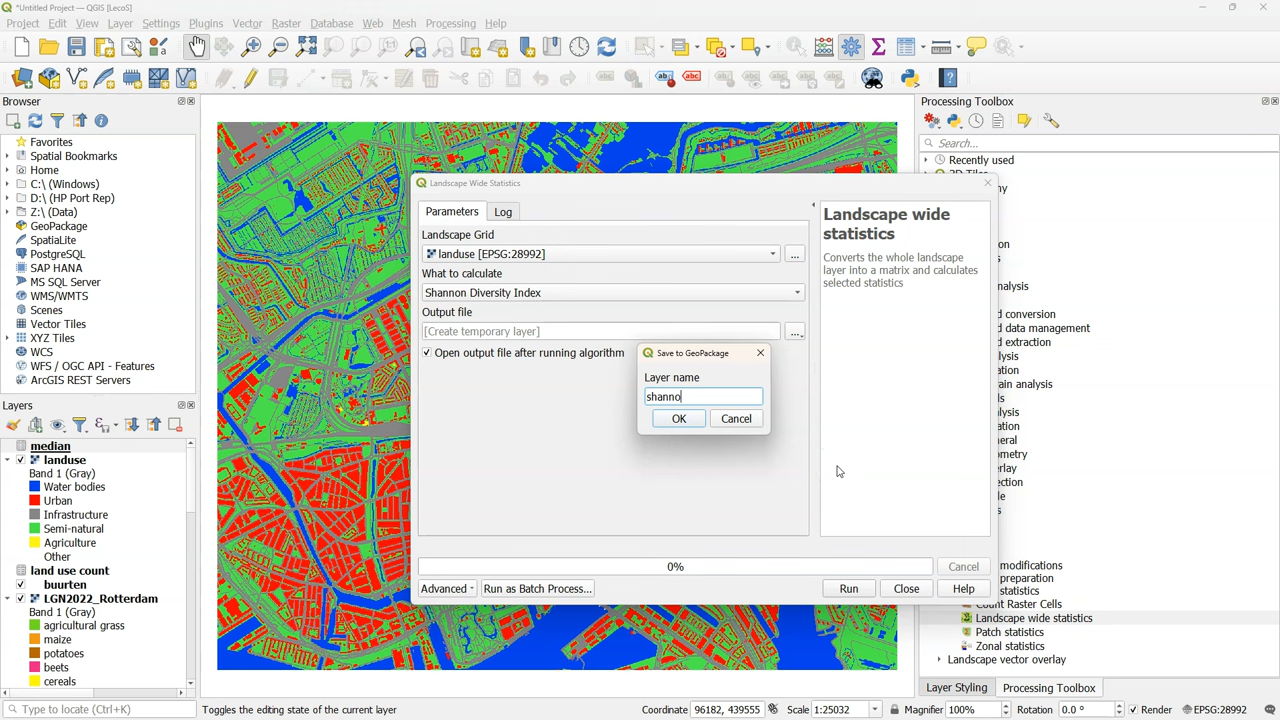 *Untitled Project — QGIS [LecoS]
Project Edit View Layer Settings Plugins Vector Raster Database Web Mesh Processing Help
Browser
Favorites
Spatial Bookmarks
Home
C:\ (Windows)
D:\ (HP Port Rep)
Z:\ (Data)
GeoPackage
SpatiaLite
PostgreSQL
SAP HANA
MS SQL Server
WMS/WMTS
Scenes
Vector Tiles
XYZ Tiles
WCS
WFS / OGC API - Features
ArcGIS REST Servers
Layers
median
landuse
Band 1 (Gray)
Water bodies
Urban
Infrastructure
Semi-natural
Agriculture
Other
land use count
buurten
LGN2022_Rotterdam
Band 1 (Gray)
agricultural grass
maize
potatoes
beets
cereals
Landscape Wide Statistics
Parameters Log
Landscape Grid
landuse [EPSG:28992]
...
What to calculate
Shannon Diversity Index
Output file
[Create temporary layer]
...
Open output file after running algorithm
Save to GeoPackage
Layer name
shanno
OK Cancel
Landscape wide
statistics
Converts the whole landscape
layer into a matrix and calculates
selected statistics
0%
Cancel
Advanced Run as Batch Process... Run Close Help
Processing Toolbox
Search...
Recently used
conversion
data management
extraction
Count Raster Cells
Landscape wide statistics
Patch statistics
Zonal statistics
Landscape vector overlay
Layer Styling Processing Toolbox
Type to locate (Ctrl+K) Toggles the editing state of the current layer Coordinate 96182, 439555 Scale 1:25032 Magnifier 100% Rotation 0.0 ° Render EPSG:28992